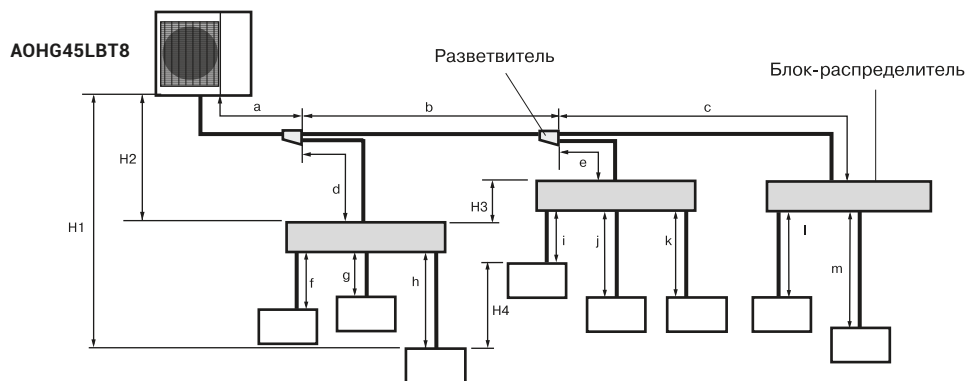 AOHG45LBT8
Разветвитель
Блок-распределитель
a
b
c
H2
H1
d
e
H3
H4
f
g
h
i
j
k
l
m